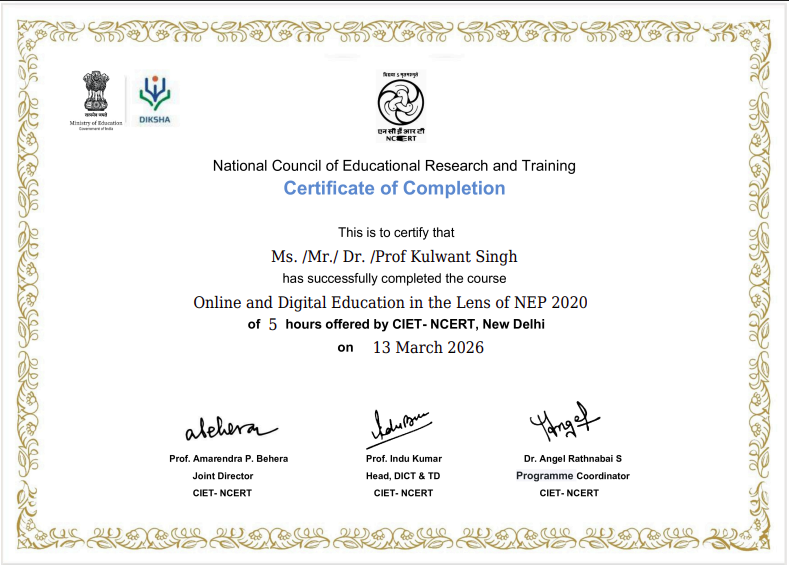 सत्यमेव जयते
Ministry of Education
Government of India
DIKSHA
विद्यया ऽ मृतमश्नुते
एन सी ई आर टी
NCERT
National Council of Educational Research and Training
Certificate of Completion
This is to certify that
Ms. /Mr./ Dr. /Prof Kulwant Singh
has successfully completed the course
Online and Digital Education in the Lens of NEP 2020
of 5 hours offered by CIET- NCERT, New Delhi
on 13 March 2026
Prof. Amarendra P. Behera
Joint Director
CIET- NCERT
Prof. Indu Kumar
Head, DICT & TD
CIET- NCERT
Dr. Angel Rathnabai S
Programme Coordinator
CIET- NCERT